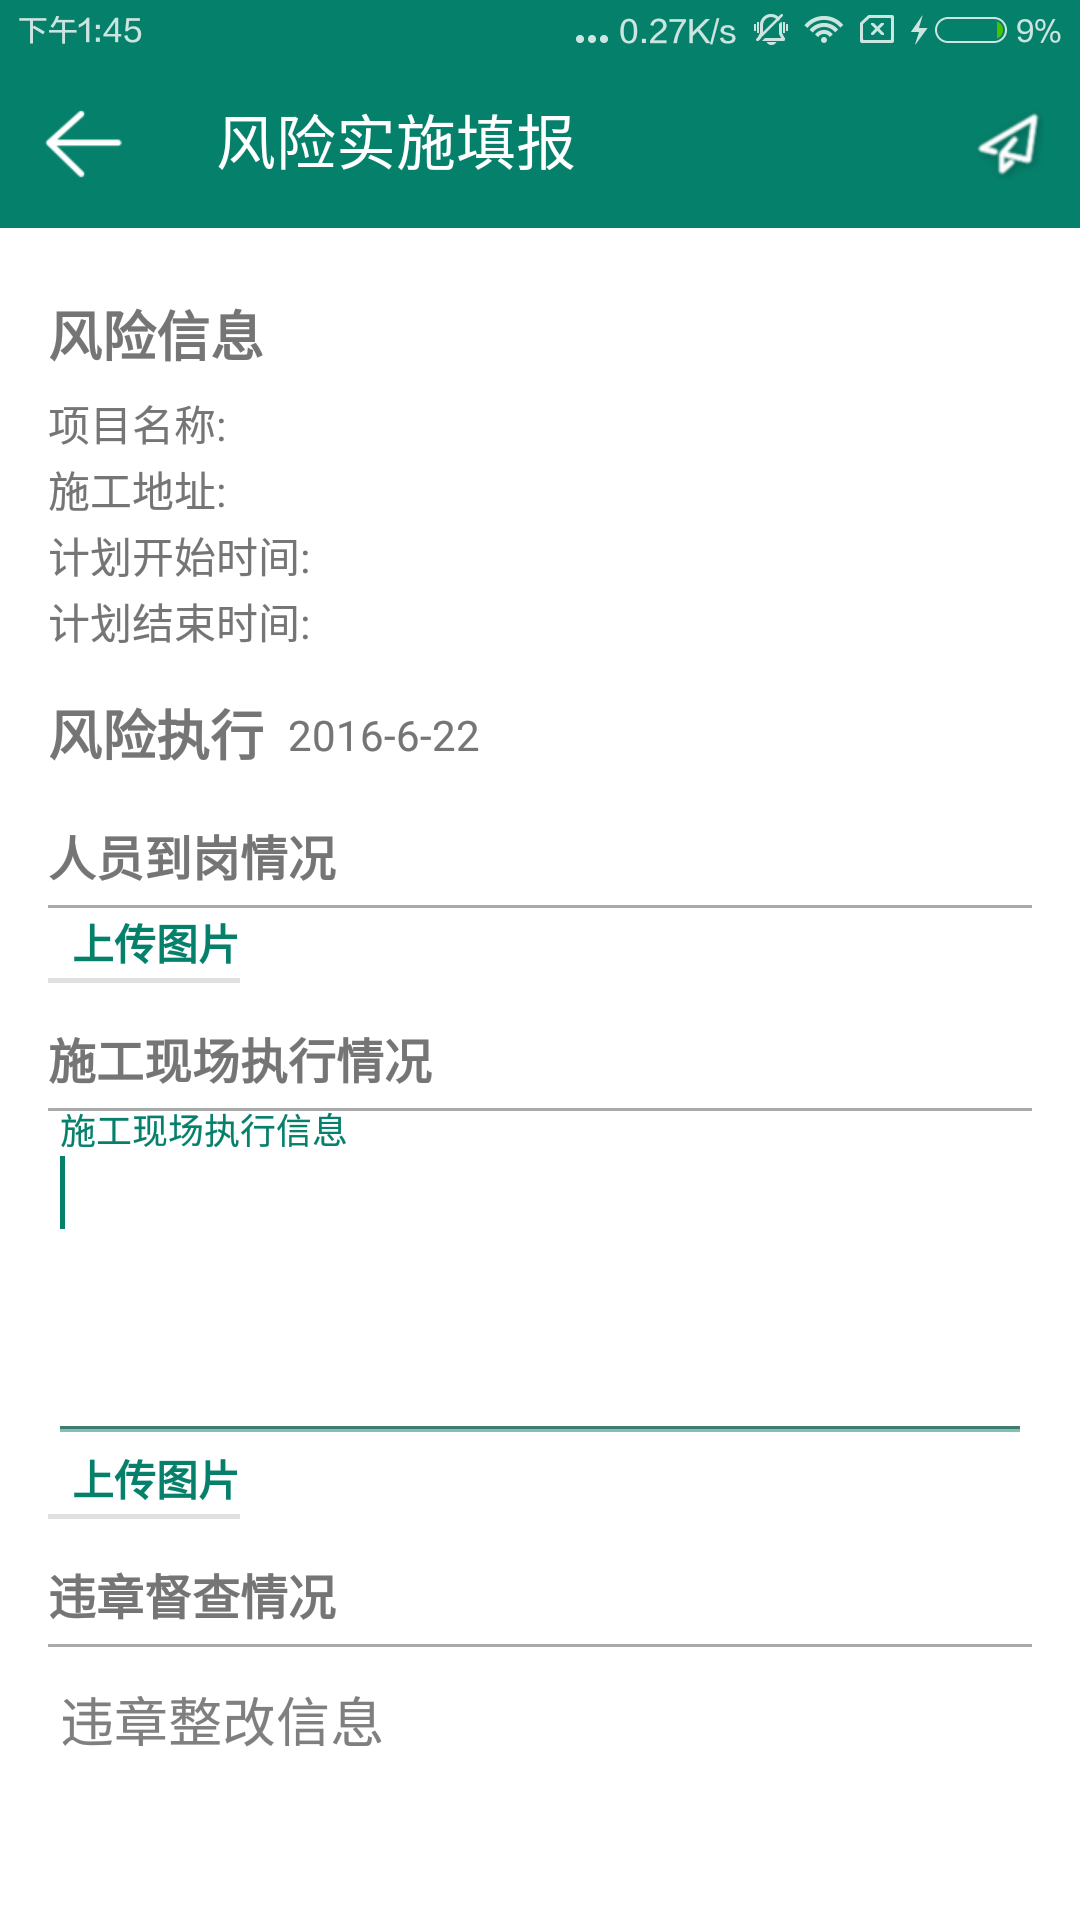 下午1:45 ... 0.27K/s 9%
风险实施填报
风险信息
项目名称:
施工地址:
计划开始时间:
计划结束时间:
风险执行 2016-6-22
人员到岗情况
上传图片
施工现场执行情况
施工现场执行信息
上传图片
违章督查情况
违章整改信息